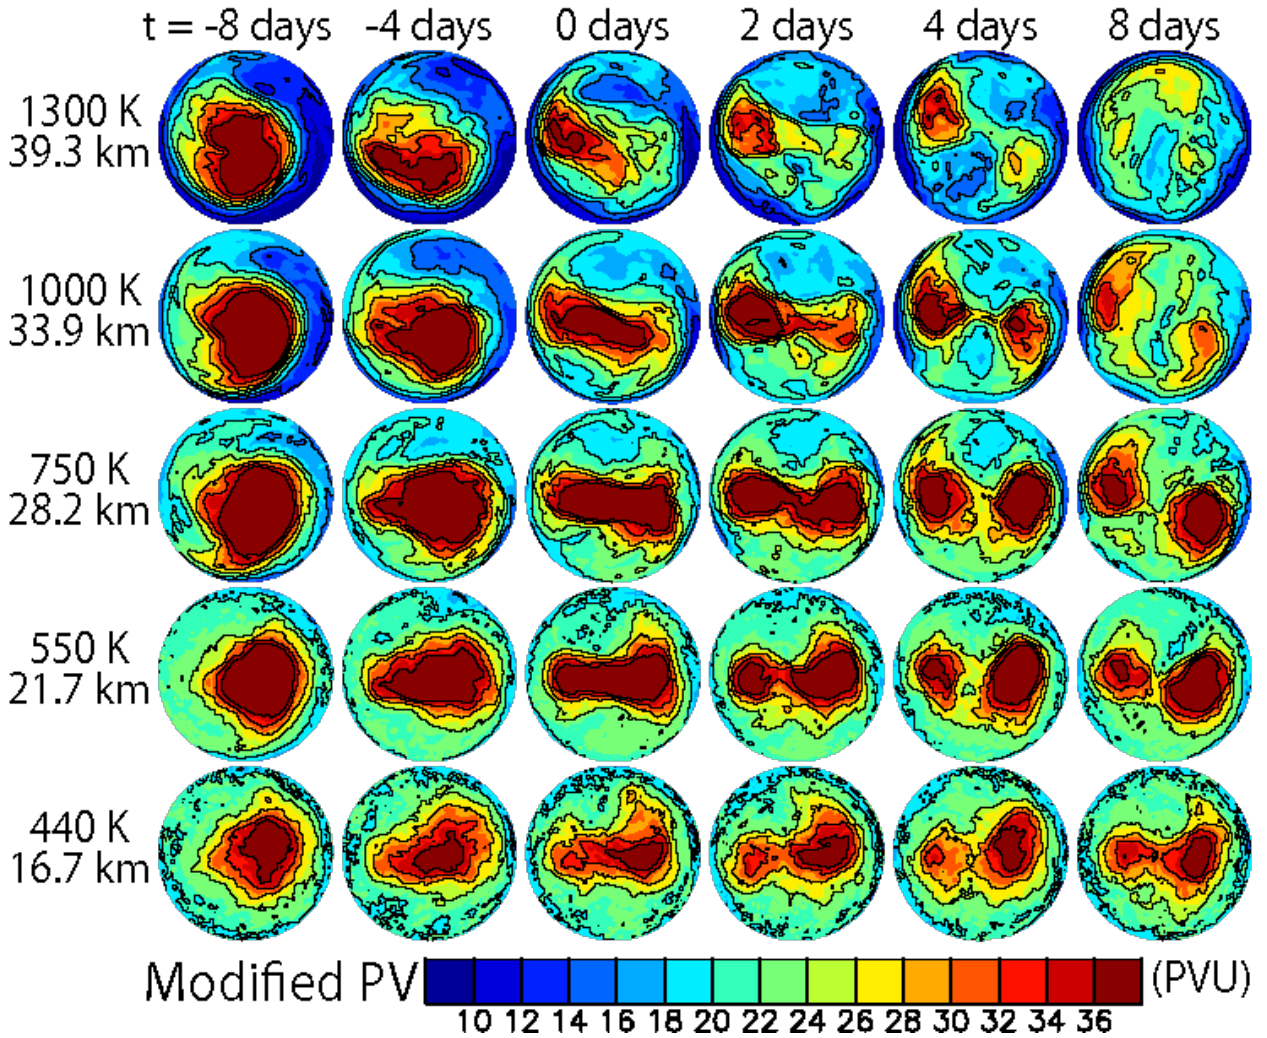 t = -8 days -4 days 0 days 2 days 4 days 8 days
1300 K
39.3 km
1000 K
33.9 km
750 K
28.2 km
550 K
21.7 km
440 K
16.7 km
Modified PV (PVU)
10 12 14 16 18 20 22 24 26 28 30 32 34 36